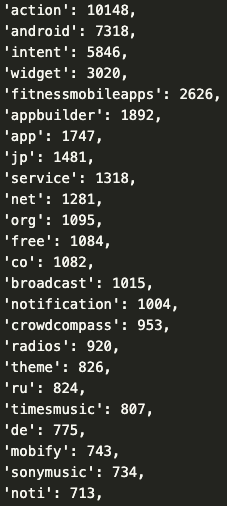 'action': 10148,
'android': 7318,
'intent': 5846,
'widget': 3020,
'fitnessmobileapps': 2626,
'appbuilder': 1892,
'app': 1747,
'jp': 1481,
'service': 1318,
'net': 1281,
'org': 1095,
'free': 1084,
'co': 1082,
'broadcast': 1015,
'notification': 1004,
'crowdcompass': 953,
'radios': 920,
'theme': 826,
'ru': 824,
'timesmusic': 807,
'de': 775,
'mobify': 743,
'sonymusic': 734,
'noti': 713,